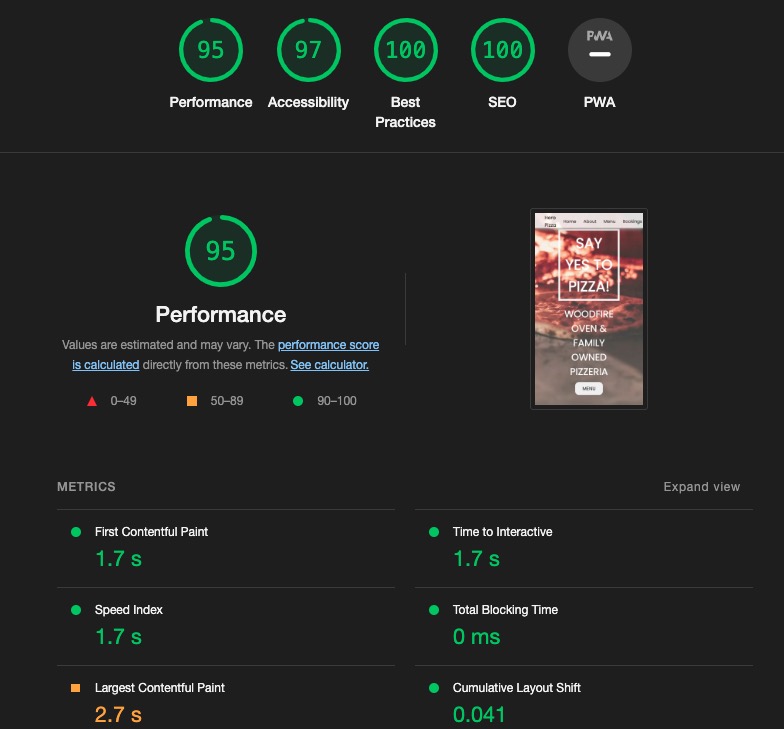 95
97
100
100
PWA
Performance
Accessibility
Best
Practices
SEO
PWA
95
Performance
Values are estimated and may vary. The performance score
is calculated directly from these metrics. See calculator.
0–49
50–89
90–100
Pizza
Home
About
Menu
Bookings
SAY
YES TO
PIZZA!
WOODFIRE
OVEN &
FAMILY
OWNED
PIZZERIA
MENU
METRICS
Expand view
First Contentful Paint
1.7 s
Time to Interactive
1.7 s
Speed Index
1.7 s
Total Blocking Time
0 ms
Largest Contentful Paint
2.7 s
Cumulative Layout Shift
0.041